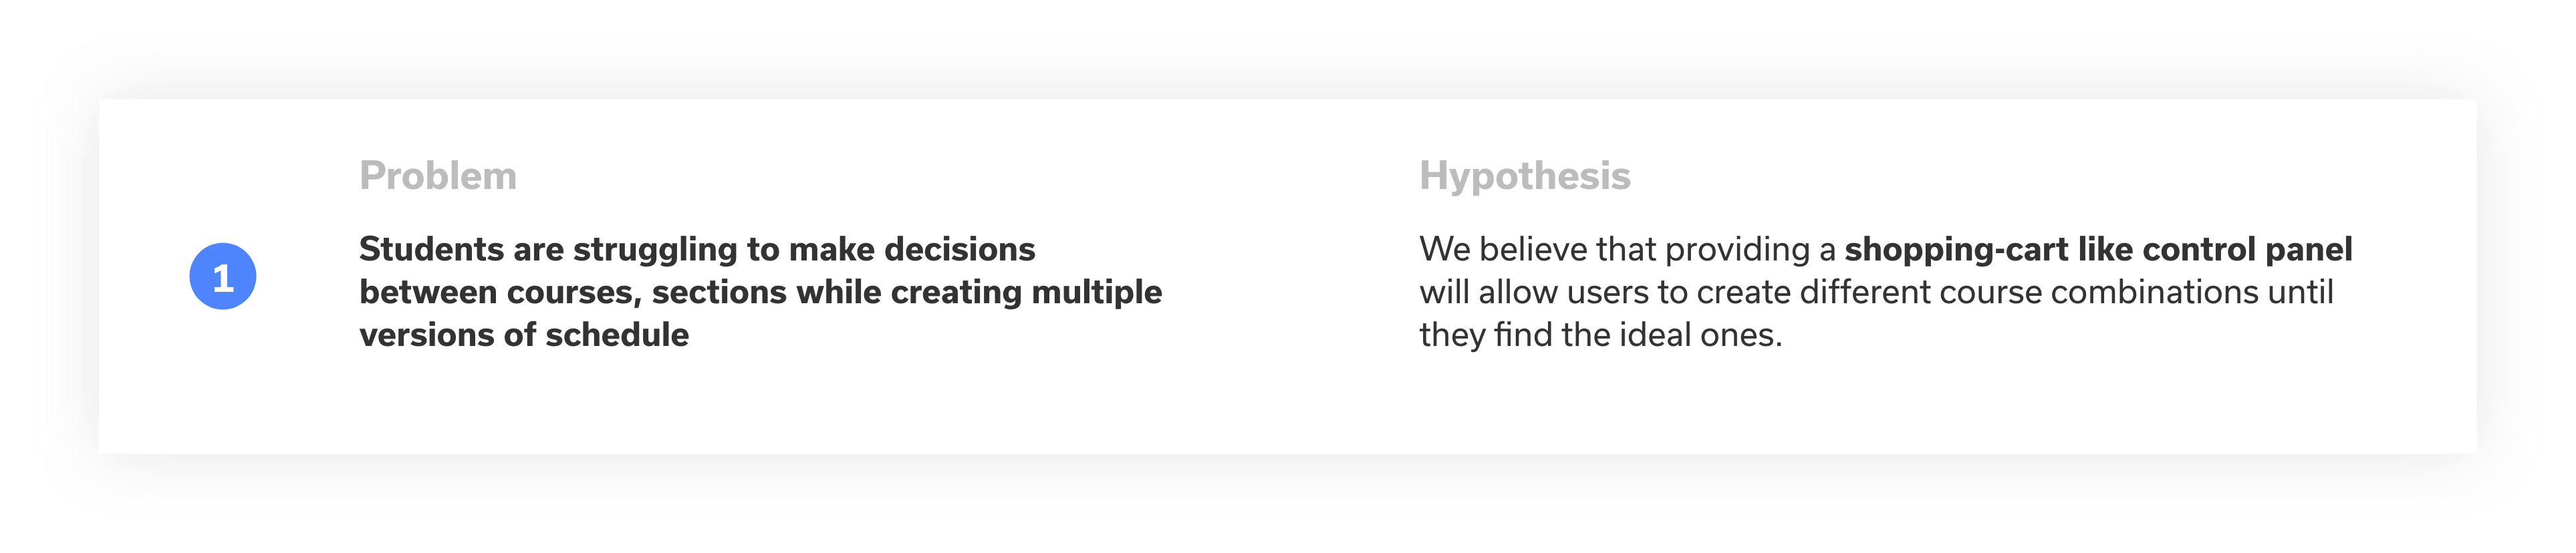 1
Problem
Students are struggling to make decisions
between courses, sections while creating multiple
versions of schedule
Hypothesis
We believe that providing a shopping-cart like control panel
will allow users to create different course combinations until
they find the ideal ones.